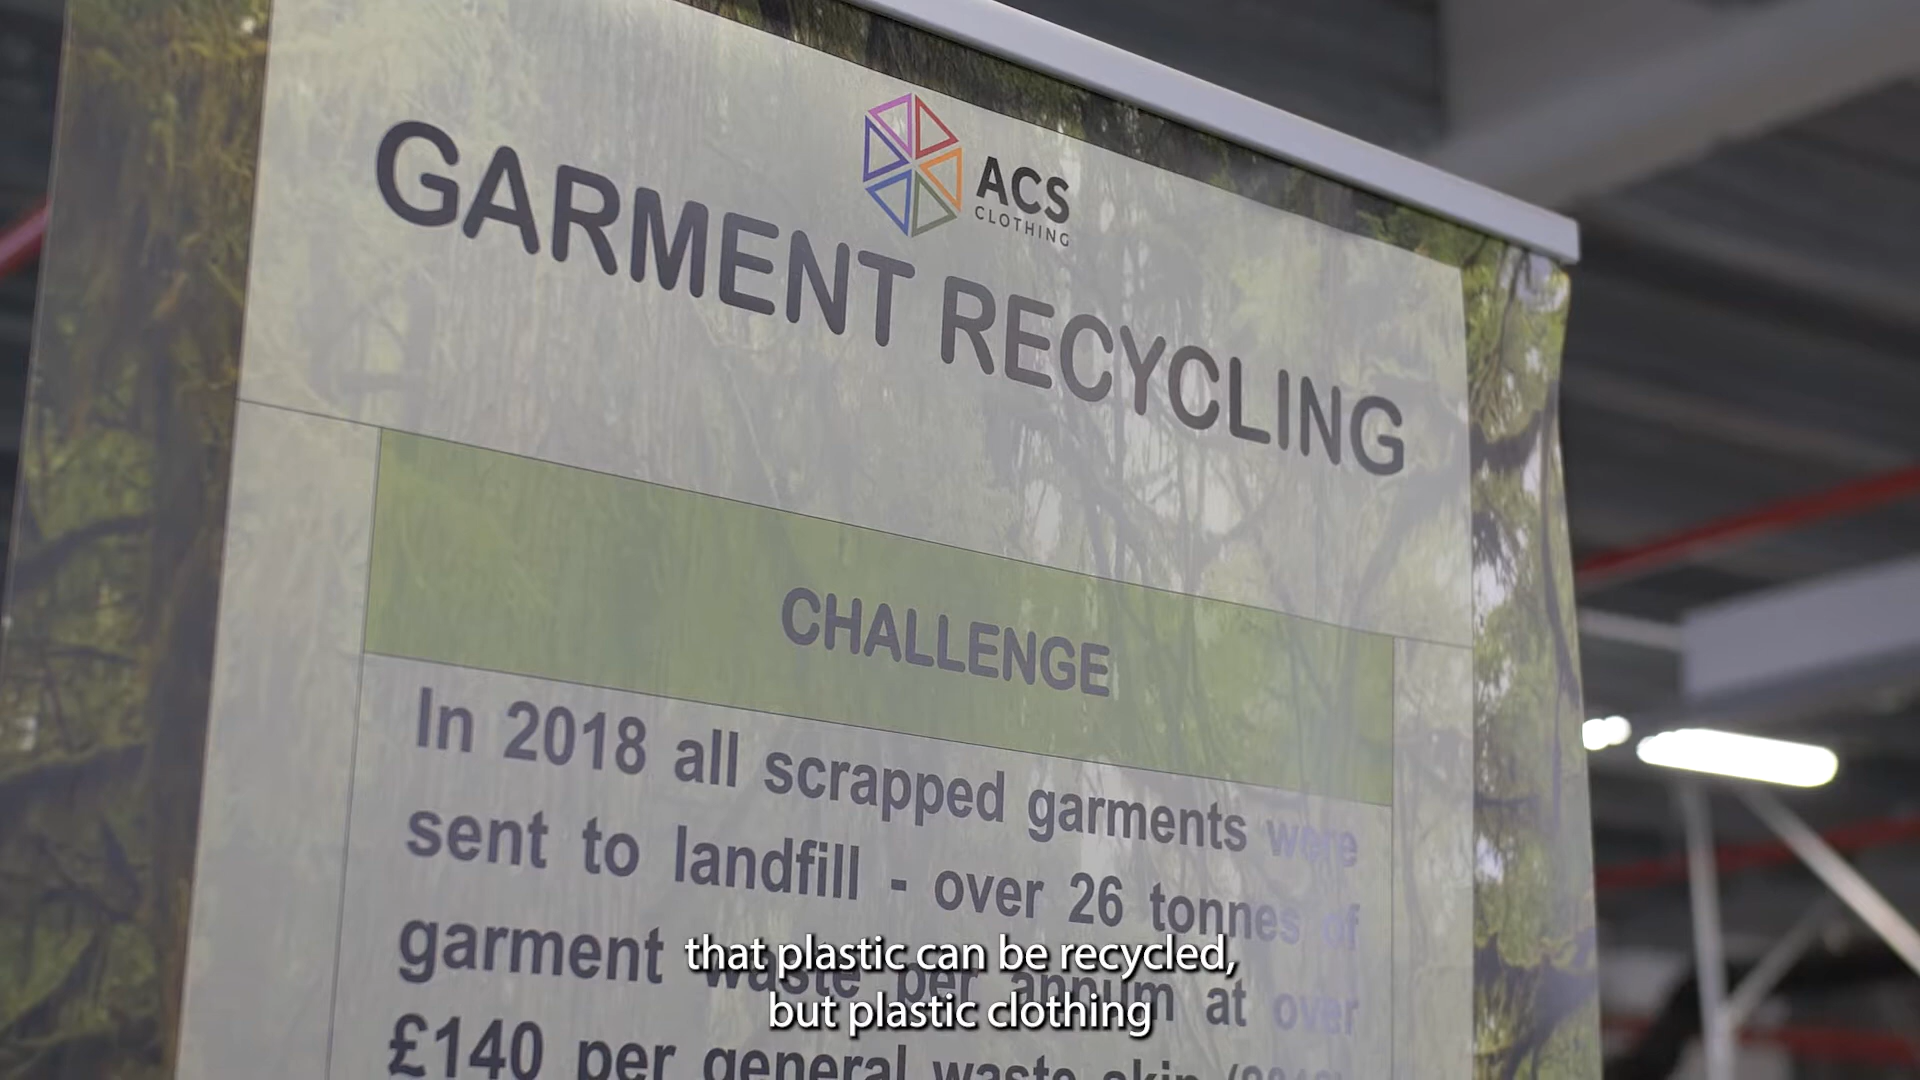 ACS
CLOTHING
GARMENT RECYCLING
CHALLENGE
In 2018 all scrapped garments were
sent to landfill - over 26 tonnes of
garment waste per annum at over
£140 per general waste skip
that plastic can be recycled,
but plastic clothing